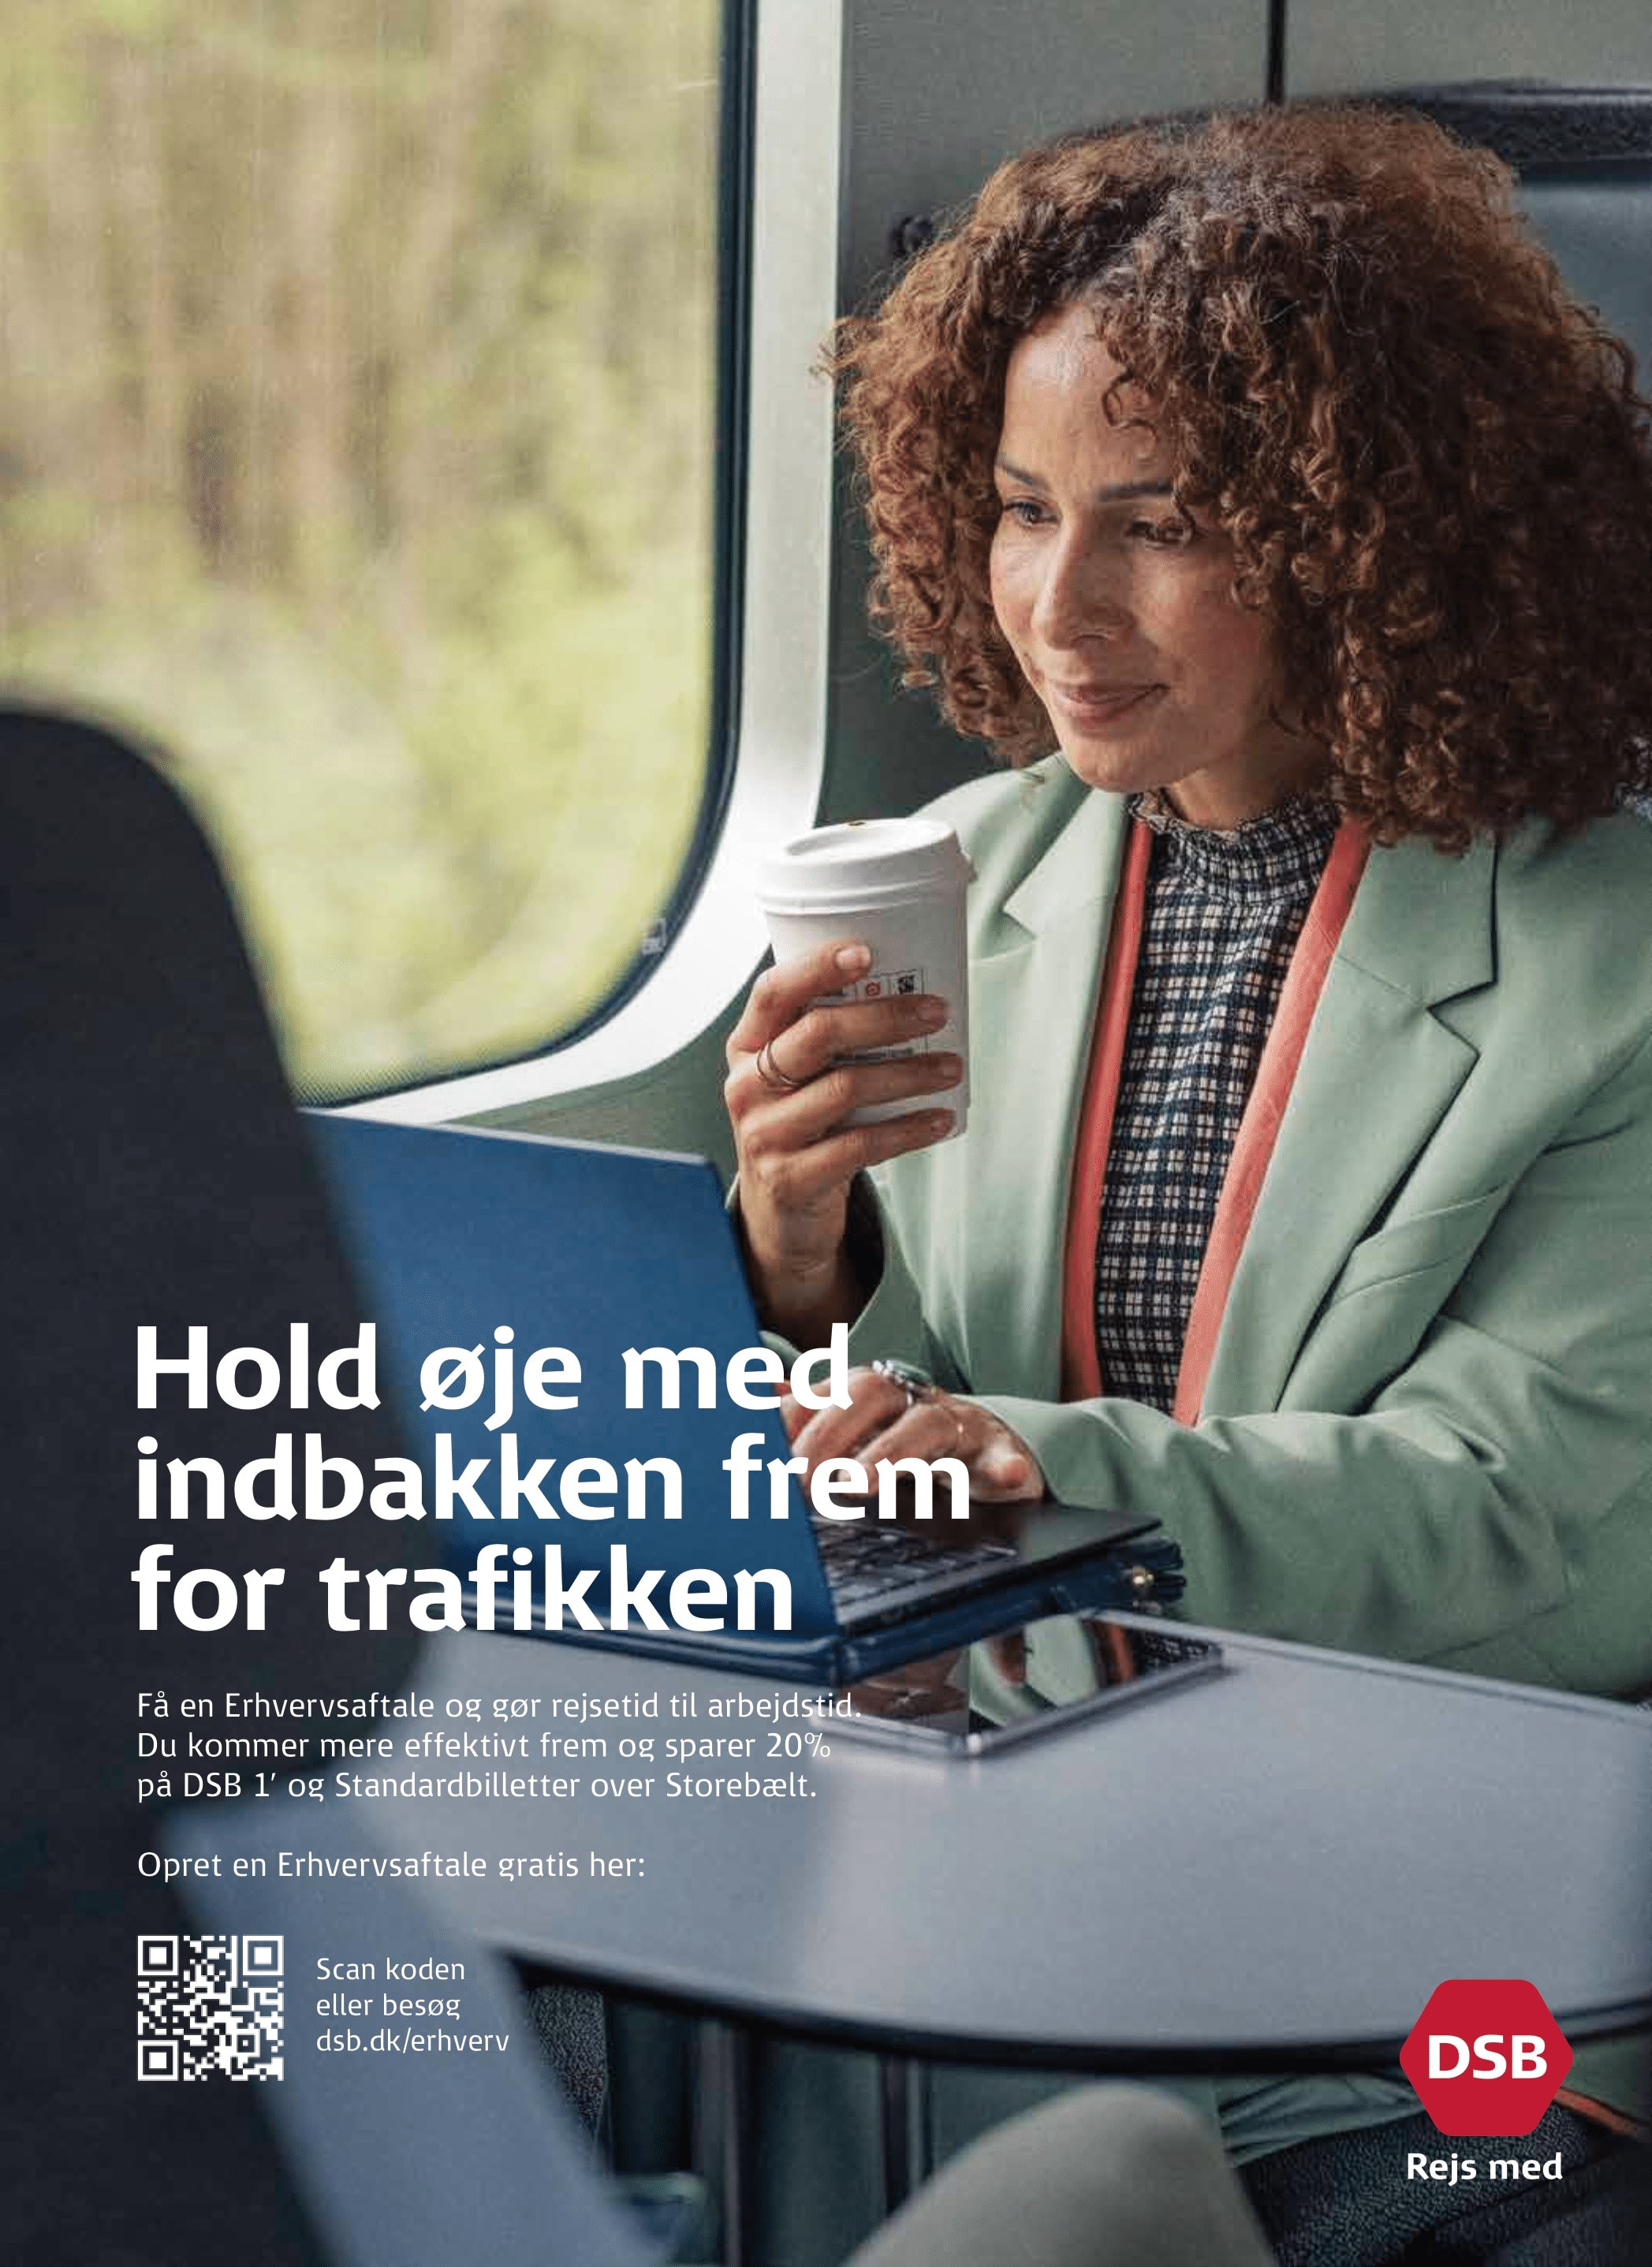 Hold øje med
indbakken frem
for trafikken
Få en Erhvervsaftale og gør rejsetid til arbejdstid.
Du kommer mere effektivt frem og sparer 20%
på DSB 1' og Standardbilletter over Storebælt.
Opret en Erhvervsaftale gratis her:
Scan koden
eller besøg
dsb.dk/erhverv
DSB
Rejs med